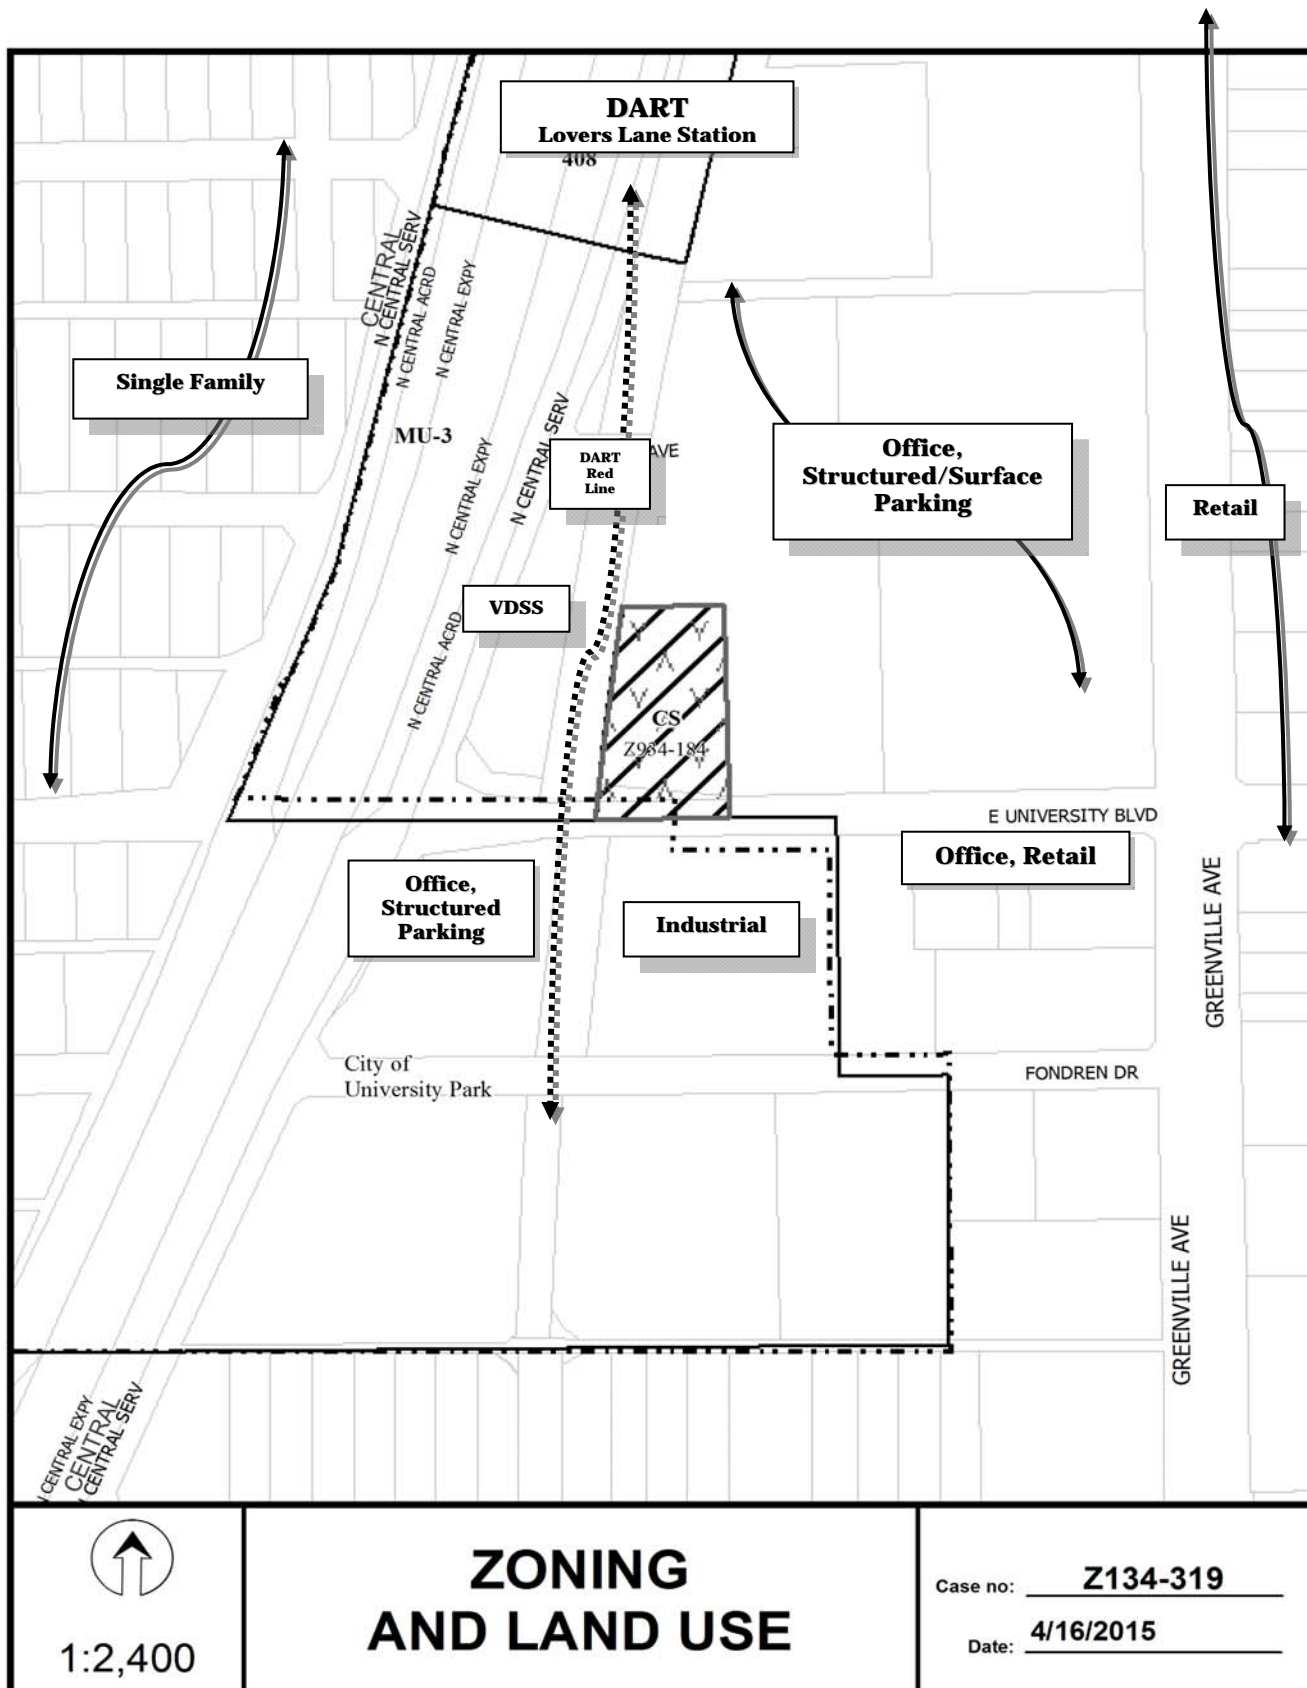 DART
Lovers Lane Station
408
CENTRAL
N CENTRAL SERV
N CENTRAL ACRD
N CENTRAL EXPY
Single Family
MU-3
N CENTRAL EXPY
N CENTRAL SERV
DART
Red
Line
AVE
Office,
Structured/Surface
Parking
Retail
VDSS
N CENTRAL ACRD
CS
Z934-184
E UNIVERSITY BLVD
Office, Retail
Office,
Structured
Parking
Industrial
GREENVILLE AVE
City of
University Park
FONDREN DR
GREENVILLE AVE
N CENTRAL EXPY
CENTRAL
N CENTRAL SERV
1:2,400
ZONING
AND LAND USE
Case no: Z134-319
Date: 4/16/2015